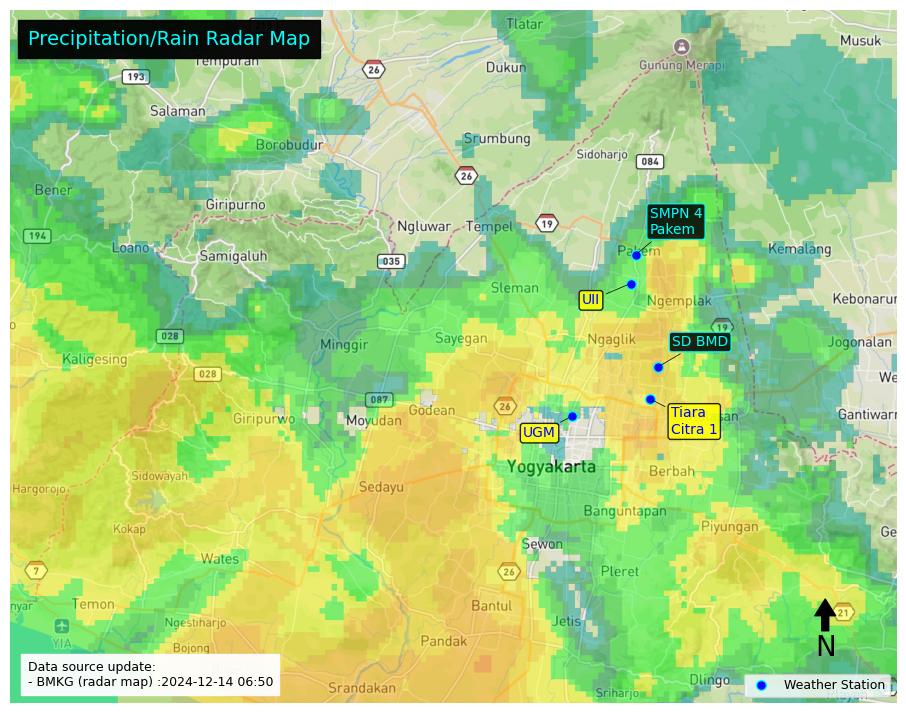 Precipitation/Rain Radar Map
Tlatar
Musuk
Tempuran
193
26
Dukun
Gunung Merapi
Salaman
Borobudur
Srumbung
Sidoharjo
084
26
Bener
Giripurno
SMPN 4
Pakem
194
Ngluwar
Tempel
19
Loano
Samigaluh
035
Pakem
Kemalang
Sleman
UII
Ngemplak
Kebonarum
028
19
Minggir
Sayegan
Ngaglik
SD BMD
Jogonalan
Kaligesing
028
087
Godean
26
Giripurwo
Moyudan
Tiara
Citra 1
UGM
Yogyakarta
Berbah
Sidowayah
Hargorojo
Sedayu
Banguntapan
Kokap
Piyungan
Sewon
Wates
7
26
Pleret
Temon
Bantul
21
Ngestiharjo
Jetis
YIA
Bojong
Pandak
N
Data source update:
- BMKG (radar map) :2024-12-14 06:50
Srandakan
Dlingo
Sriharjo
Weather Station